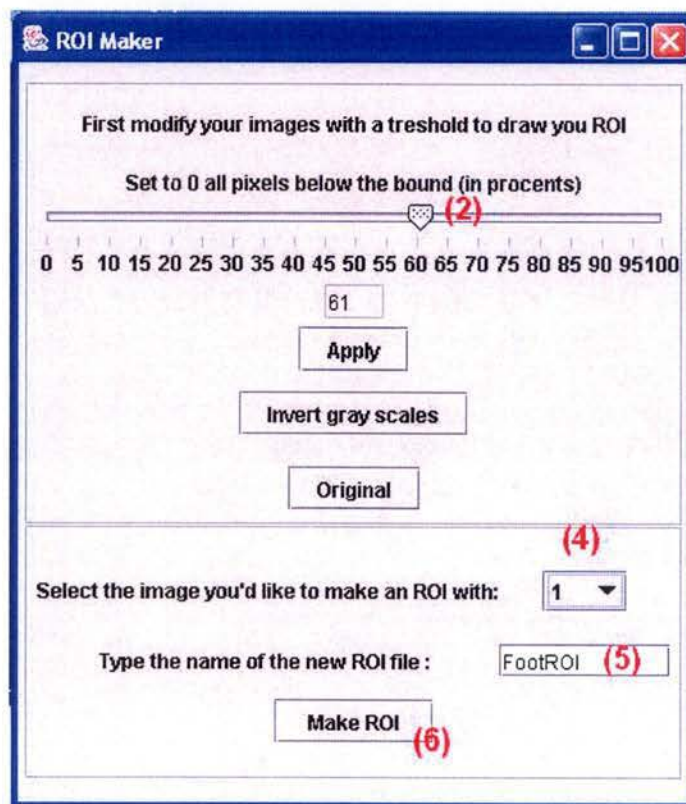 ROI Maker
First modify your images with a treshold to draw you ROI
Set to 0 all pixels below the bound (in procents)
(2)
0 5 10 15 20 25 30 35 40 45 50 55 60 65 70 75 80 85 90 95 100
61
Apply
Invert gray scales
Original
(4)
Select the image you'd like to make an ROI with: 1
Type the name of the new ROI file : FootROI (5)
Make ROI
(6)